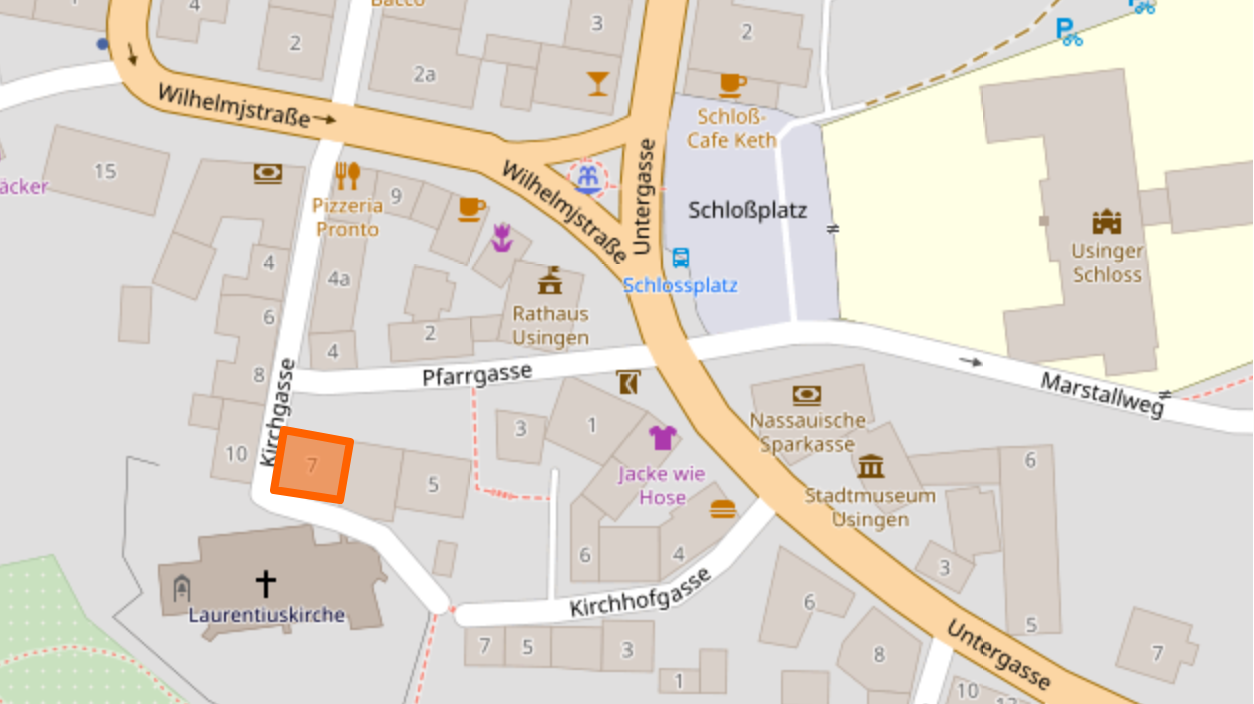 Bacco
4
3
2
2
2a
P
P
Wilhelmjstraße
Schloß-
Cafe Keth
15
äcker
Pizzeria
Pronto
9
Wilhelmjstraße
Untergasse
Schloßplatz
Usinger
Schloss
4
4a
Schlossplatz
Rathaus
Usingen
6
2
4
8
Pfarrgasse
Marstallweg
Kirchgasse
Nassauische
Sparkasse
3
1
10
7
5
Jacke wie
Hose
6
Stadtmuseum
Usingen
6
4
3
Laurentiuskirche
Kirchhofgasse
6
5
7
5
3
8
7
Untergasse
1
10